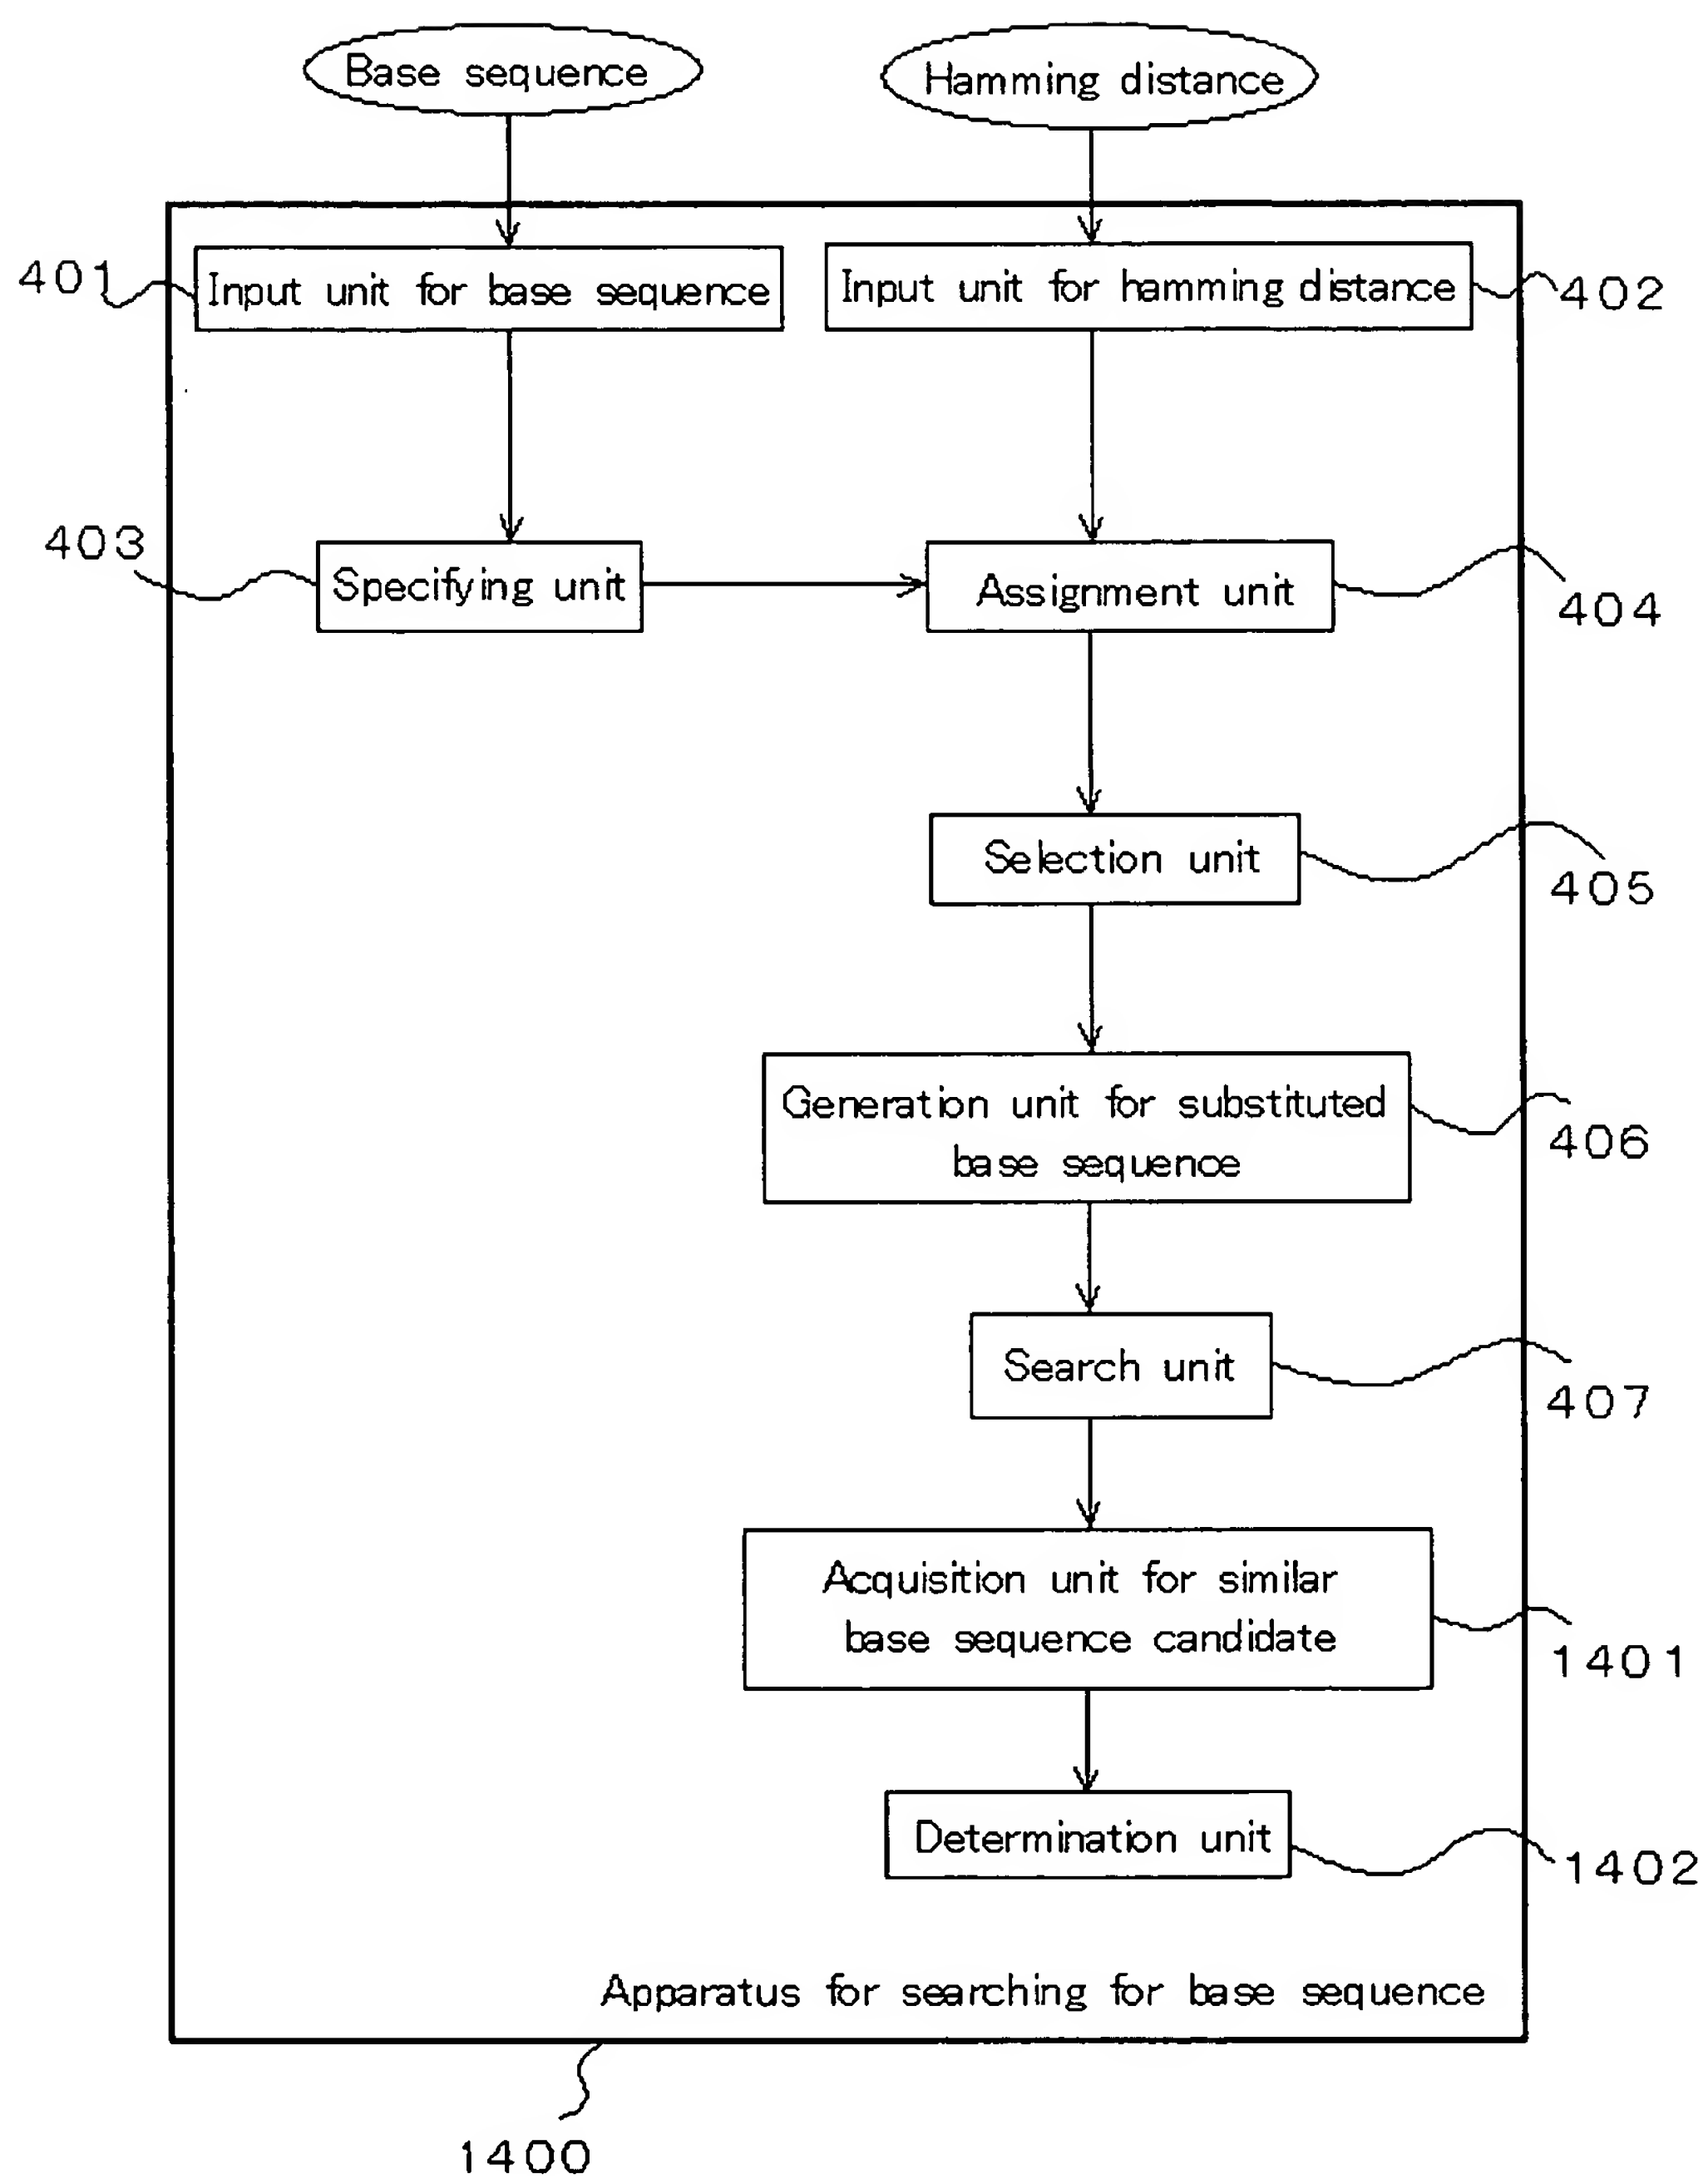 Base sequence
Hamming distance
401
Input unit for base sequence
Input unit for hamming distance
402
403
Specifying unit
Assignment unit
404
Selection unit
405
Generation unit for substituted
base sequence
406
Search unit
407
Acquisition unit for similar
base sequence candidate
1401
Determination unit
1402
Apparatus for searching for base sequence
1400